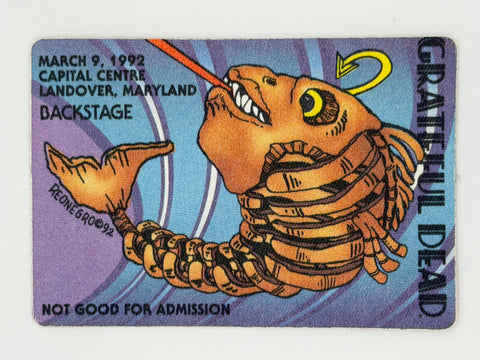 MARCH 9, 1992
CAPITAL CENTRE
LANDOVER, MARYLAND
BACKSTAGE
GRATEFUL DEAD
REONEGRO©92
NOT GOOD FOR ADMISSION